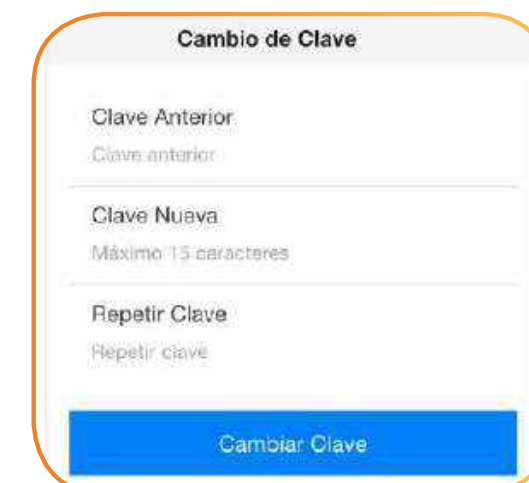 Cambio de Clave
Clave Anterior
Clave anterior
Clave Nueva
Máximo 15 caracteres
Repetir Clave
Repetir clave
Cambiar Clave